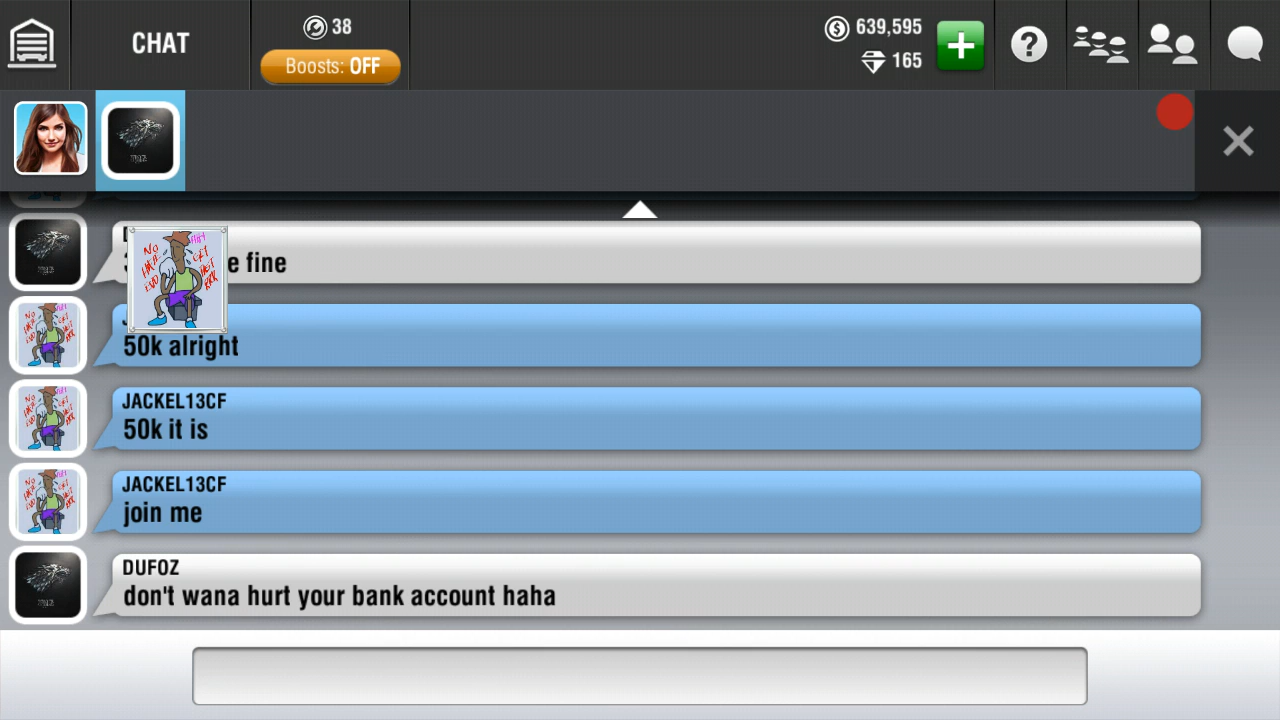 CHAT
38
Boosts: OFF
639,595
165
e fine
50k alright
JACKEL13CF
50k it is
JACKEL13CF
join me
DUFOZ
don't wana hurt your bank account haha